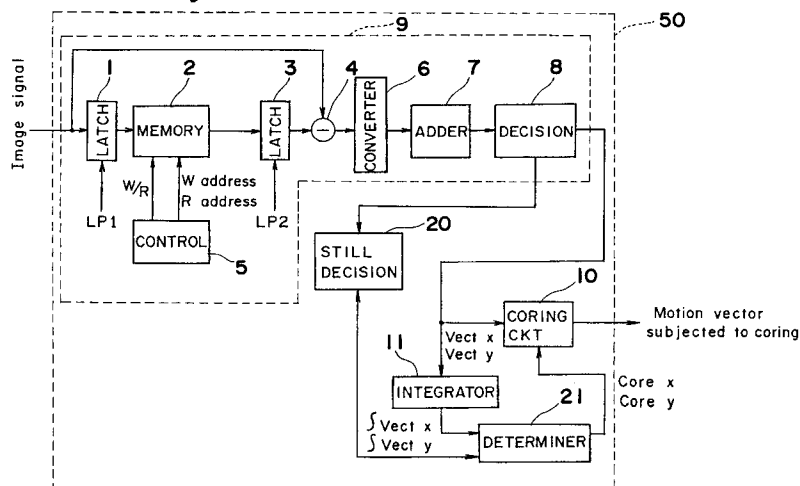 9
50
1
2
3
4
6
7
8
Image signal
LATCH
MEMORY
LATCH
CONVERTER
ADDER
DECISION
W/R
W address
R address
LP1
LP2
CONTROL
5
20
STILL
DECISION
10
CORING
CKT
Motion vector
subjected to coring
Vect x
Vect y
11
INTEGRATOR
Core x
Core y
21
∫ Vect x
∫ Vect y
DETERMINER